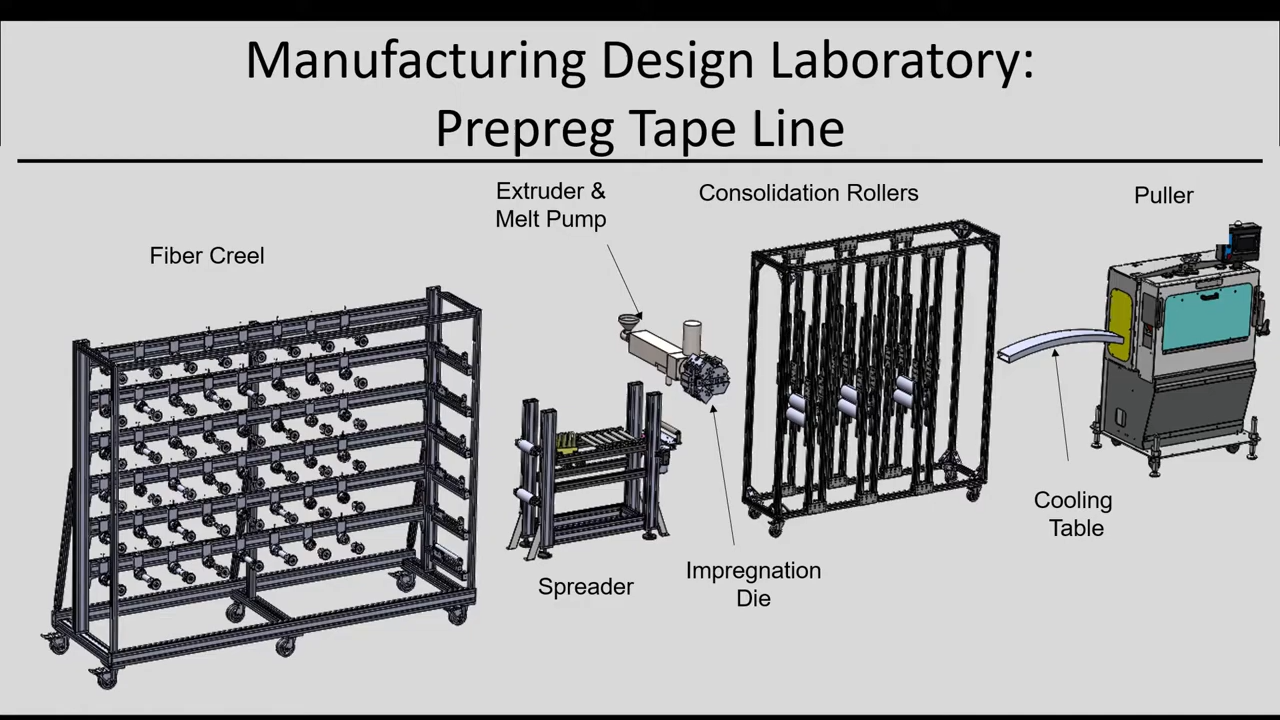 Manufacturing Design Laboratory:
Prepreg Tape Line
Fiber Creel
Extruder &
Melt Pump
Consolidation Rollers
Puller
Cooling
Table
Spreader
Impregnation
Die